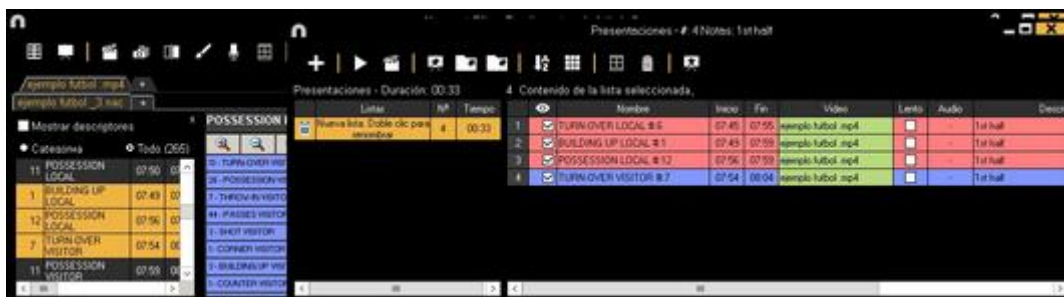 Presentaciones - #: 4 Notas: 1st half
ejemplo futbol .mp4 +
ejemplo futbol _3.nac +
Mostrar descriptores
Categoria Todo (265)
11 POSSESSION LOCAL 07:50
1 BUILDING UP LOCAL 07:49
12 POSSESSION LOCAL 07:56
7 TURN OVER VISITOR 07:54
11 POSSESSION VISITOR 07:59
POSSESSION
10 - TURN OVER
26 - POSSESSION
7 - THROW-IN VISITO
44 - PASSES VISITOR
1 - SHOT VISITOR
1 - CORNER VISITOR
1 - BUILDING UP
1 - COUNTER VISITO
Presentaciones - Duración: 00:33
Listas Nº Tiempo
Nueva lista. Doble clic para renombrar 4 00:33
4 Contenido de la lista seleccionada,
Nombre Inicio Fin Video Lento Audio
1 TURN OVER LOCAL #:6 07:45 07:55 ejemplo futbol .mp4 - 1st half
2 BUILDING UP LOCAL #:1 07:49 07:59 ejemplo futbol .mp4 - 1st half
3 POSSESSION LOCAL #:12 07:56 07:59 ejemplo futbol .mp4 - 1st half
4 TURN OVER VISITOR #:7 07:54 08:04 ejemplo futbol .mp4 - 1st half